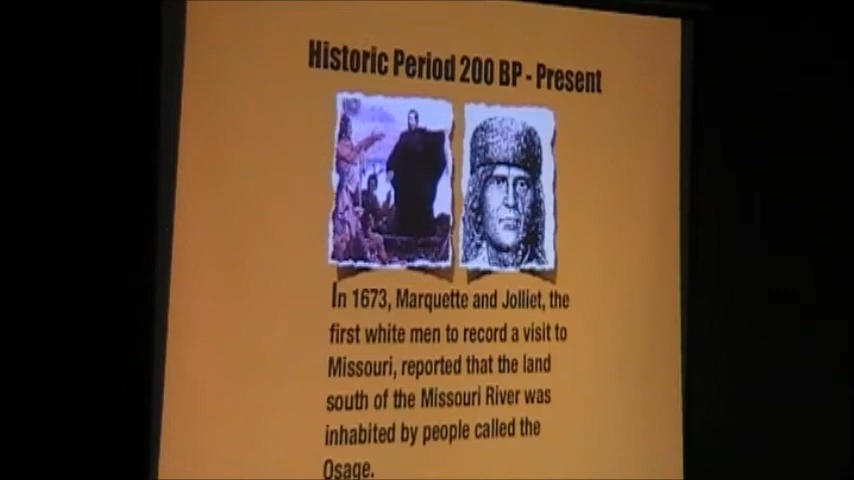 Historic Period 200 BP - Present
In 1673, Marquette and Jolliet, the
first white men to record a visit to
Missouri, reported that the land
south of the Missouri River was
inhabited by people called the
Osage.